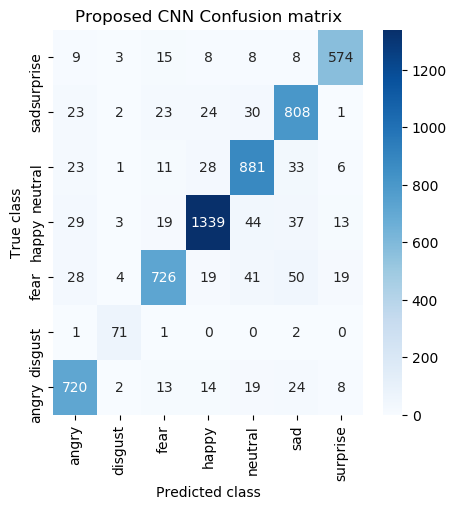 Proposed CNN Confusion matrix
9 3 15 8 8 8 574
23 2 23 24 30 808 1
23 1 11 28 881 33 6
29 3 19 1339 44 37 13
28 4 726 19 41 50 19
1 71 1 0 0 2 0
720 2 13 14 19 24 8
True class
surprise
sad
neutral
happy
fear
disgust
angry
angry
disgust
fear
happy
neutral
sad
surprise
Predicted class
1200
1000
800
600
400
200
0